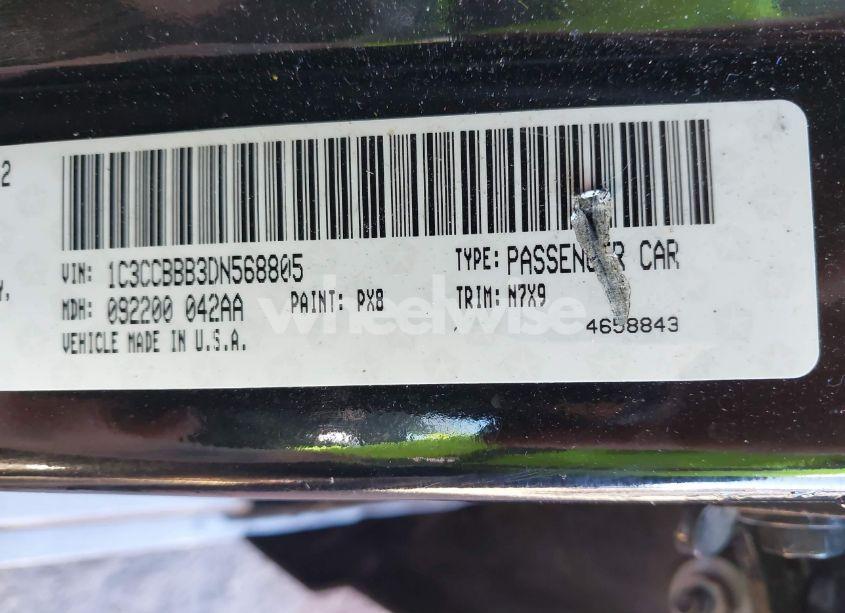 2
VIN: 1C3CCBBB3DN568805 TYPE: PASSENGER CAR
Y,
MDH: 092200 042AA PAINT: PX8 TRIM: N7X9
wheelwise
4658843
VEHICLE MADE IN U.S.A.